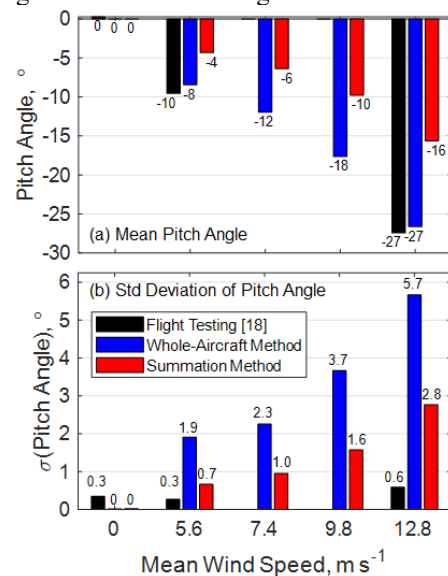 0
0 0 0
-5
-10
-15
-20
-25
-30
Pitch Angle, °
-10 -8 -4
-12 -6
-18 -10
-27 -27 -16
(a) Mean Pitch Angle
6
5
4
3
2
1
0
σ(Pitch Angle), °
(b) Std Deviation of Pitch Angle
Flight Testing [18]
Whole-Aircraft Method
Summation Method
0.3 0 0
0.3 1.9 0.7
2.3 1.0
3.7 1.6
0.6 5.7 2.8
0 5.6 7.4 9.8 12.8
Mean Wind Speed, m s⁻¹